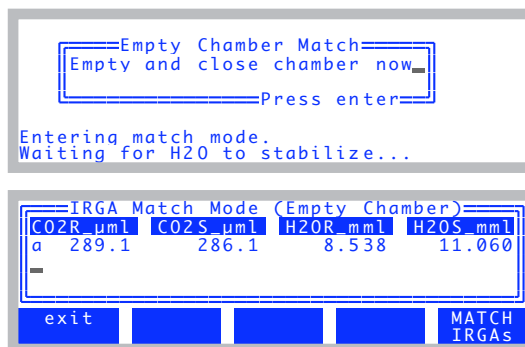 Empty Chamber Match
Empty and close chamber now
Press enter
Entering match mode.
Waiting for H2O to stabilize...
IRGA Match Mode (Empty Chamber)
CO2R_µml CO2S_µml H2OR_mml H2OS_mml
a 289.1 286.1 8.538 11.060
exit MATCH
IRGAs